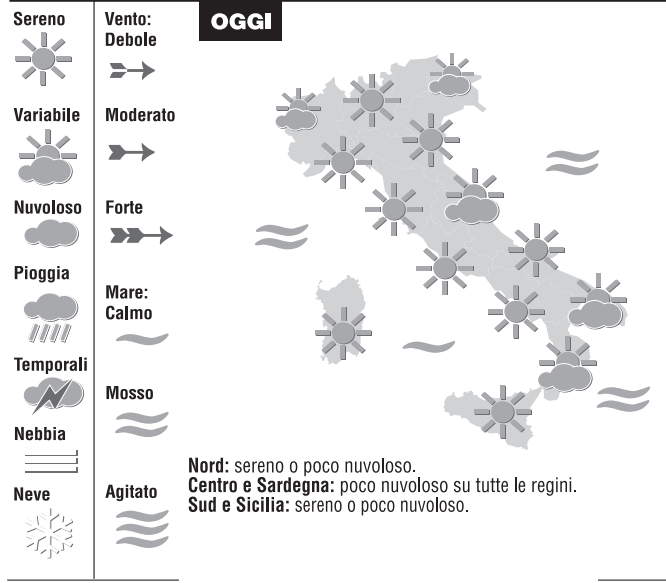 Sereno
Variabile
Nuvoloso
Pioggia
Temporali
Nebbia
Neve
Vento:
Debole
Moderato
Forte
Mare:
Calmo
Mosso
Agitato
OGGI
Nord: sereno o poco nuvoloso.
Centro e Sardegna: poco nuvoloso su tutte le regini.
Sud e Sicilia: sereno o poco nuvoloso.